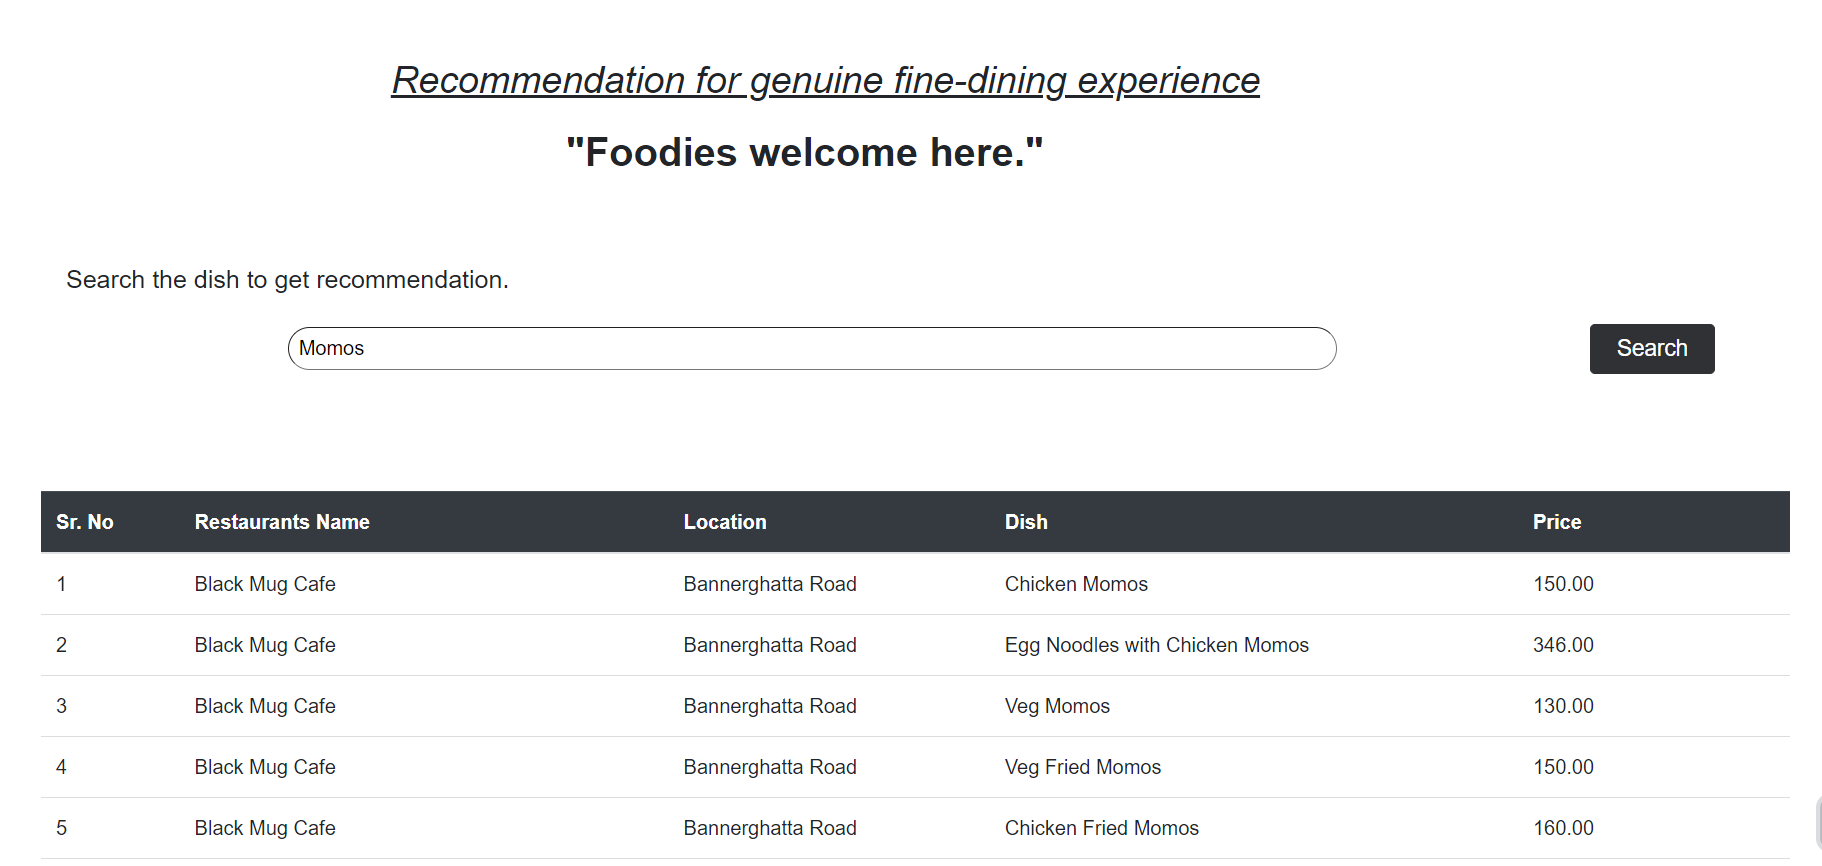 Recommendation for genuine fine-dining experience
"Foodies welcome here."
Search the dish to get recommendation.
Momos Search
Sr. No Restaurants Name Location Dish Price
1 Black Mug Cafe Bannerghatta Road Chicken Momos 150.00
2 Black Mug Cafe Bannerghatta Road Egg Noodles with Chicken Momos 346.00
3 Black Mug Cafe Bannerghatta Road Veg Momos 130.00
4 Black Mug Cafe Bannerghatta Road Veg Fried Momos 150.00
5 Black Mug Cafe Bannerghatta Road Chicken Fried Momos 160.00